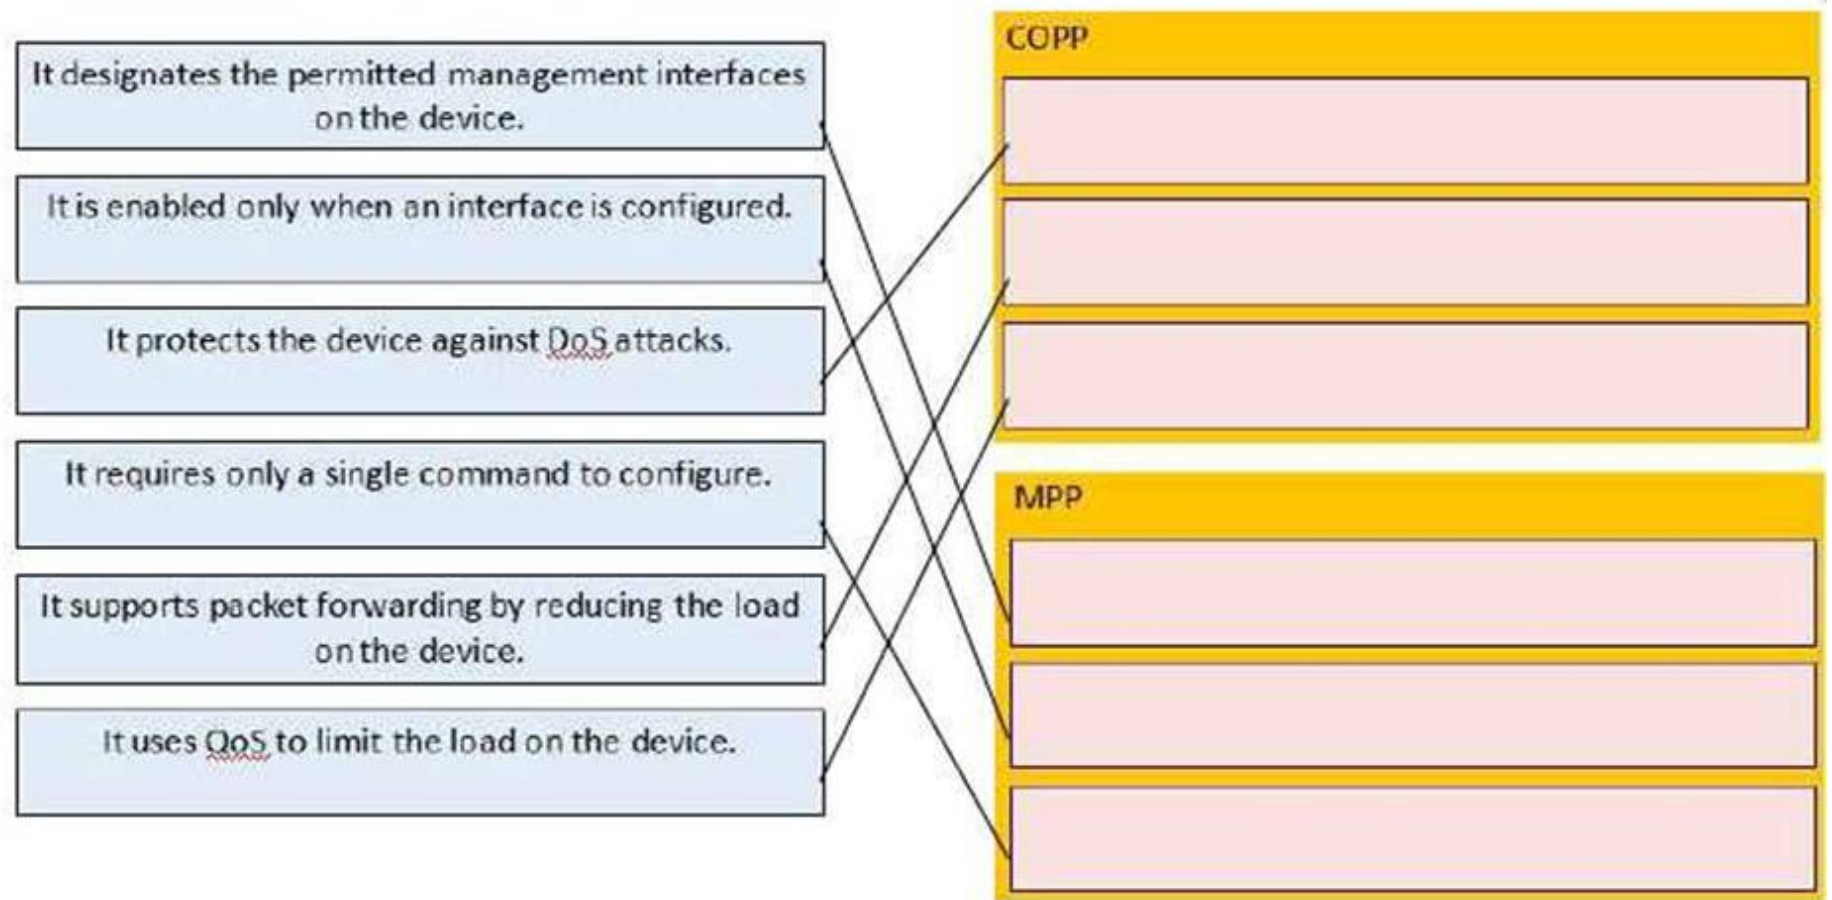 It designates the permitted management interfaces
on the device.
It is enabled only when an interface is configured.
It protects the device against DoS attacks.
It requires only a single command to configure.
It supports packet forwarding by reducing the load
on the device.
It uses QoS to limit the load on the device.
COPP
MPP